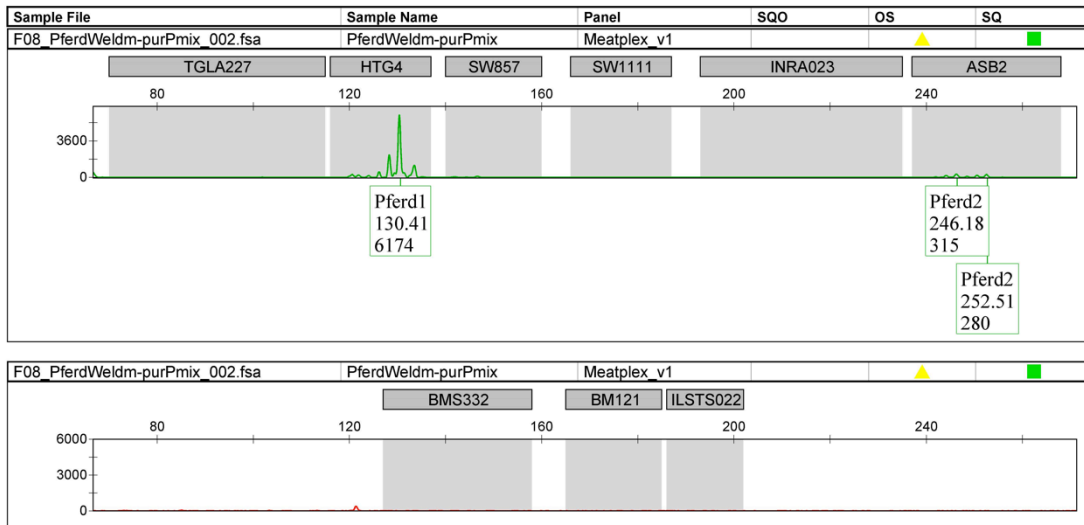 Sample File Sample Name Panel SQO OS SQ
F08_PferdWeldm-purPmix_002.fsa PferdWeldm-purPmix Meatplex_v1
TGLA227 HTG4 SW857 SW1111 INRA023 ASB2
80 120 160 200 240
3600
0
Pferd1
130.41
6174
Pferd2
246.18
315
Pferd2
252.51
280
F08_PferdWeldm-purPmix_002.fsa PferdWeldm-purPmix Meatplex_v1
BMS332 BM121 ILSTS022
80 120 160 200 240
6000
3000
0